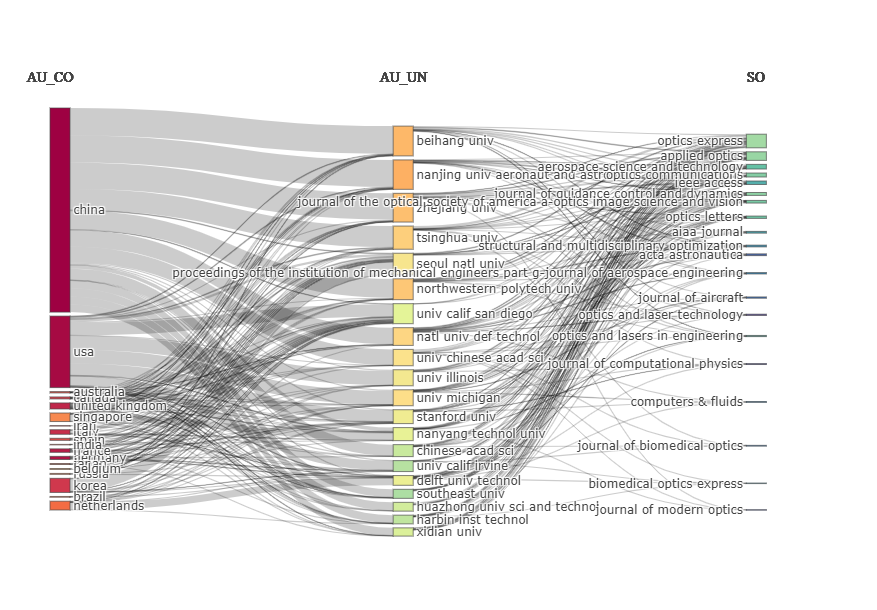 AU_CO
AU_UN
SO
china
usa
australia
canada
united kingdom
singapore
iran
italy
spain
india
france
germany
japan
belgium
russia
korea
brazil
netherlands
beihang univ
nanjing univ aeronaut and astronaut
zhejiang univ
tsinghua univ
seoul natl univ
northwestern polytech univ
univ calif san diego
natl univ def technol
univ chinese acad sci
univ illinois
univ michigan
stanford univ
nanyang technol univ
chinese acad sci
univ calif irvine
delft univ technol
southeast univ
huazhong univ sci and technol
harbin inst technol
xidian univ
optics express
applied optics
aerospace science and technology
optics communications
ieee access
journal of guidance control and dynamics
journal of the optical society of america a-optics image science and vision
optics letters
aiaa journal
structural and multidisciplinary optimization
acta astronautica
proceedings of the institution of mechanical engineers part g-journal of aerospace engineering
journal of aircraft
optics and laser technology
optics and lasers in engineering
journal of computational physics
computers & fluids
journal of biomedical optics
biomedical optics express
journal of modern optics